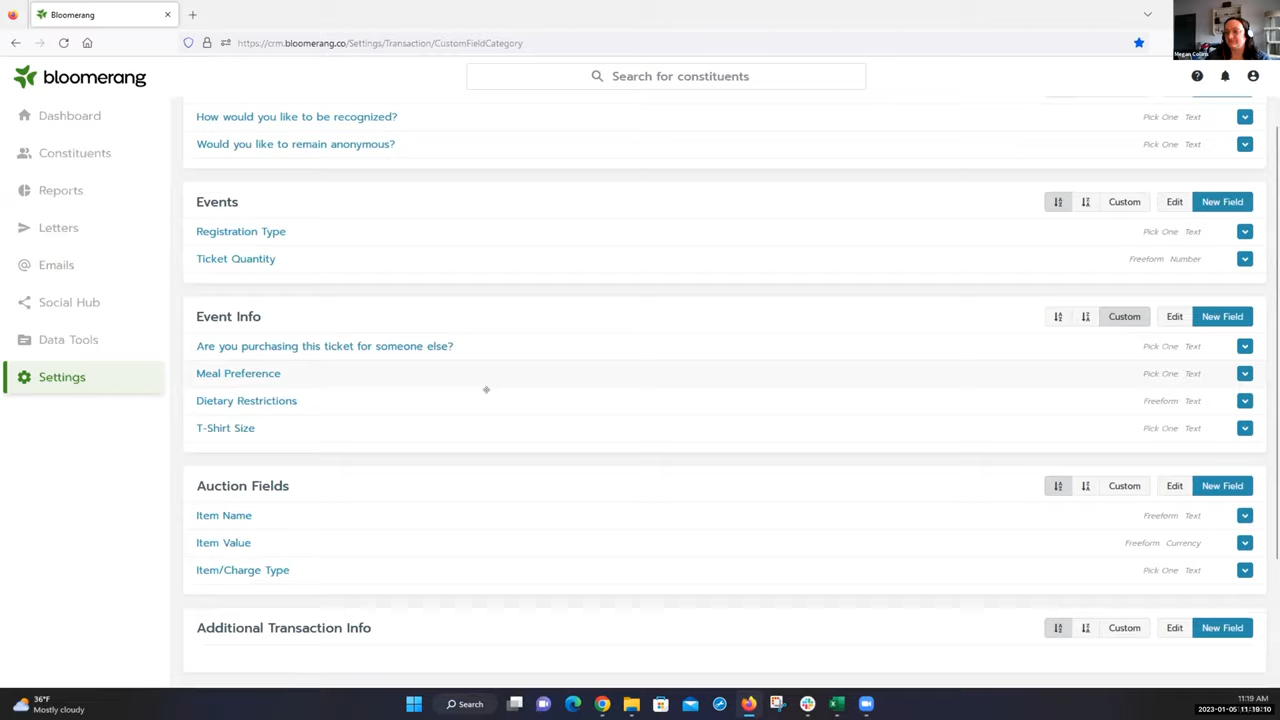 Bloomerang
https://crm.bloomerang.co/Settings/Transaction/CustomFieldCategory
Megan Collins
bloomerang
Search for constituents
Dashboard
Constituents
Reports
Letters
Emails
Social Hub
Data Tools
Settings
How would you like to be recognized? Pick One Text
Would you like to remain anonymous? Pick One Text
Events Custom Edit New Field
Registration Type Pick One Text
Ticket Quantity Freeform Number
Event Info Custom Edit New Field
Are you purchasing this ticket for someone else? Pick One Text
Meal Preference Pick One Text
Dietary Restrictions Freeform Text
T-Shirt Size Pick One Text
Auction Fields Custom Edit New Field
Item Name Freeform Text
Item Value Freeform Currency
Item/Charge Type Pick One Text
Additional Transaction Info Custom Edit New Field
36°F
Mostly cloudy
Search
11:19 AM
2023-01-05 11:19:10